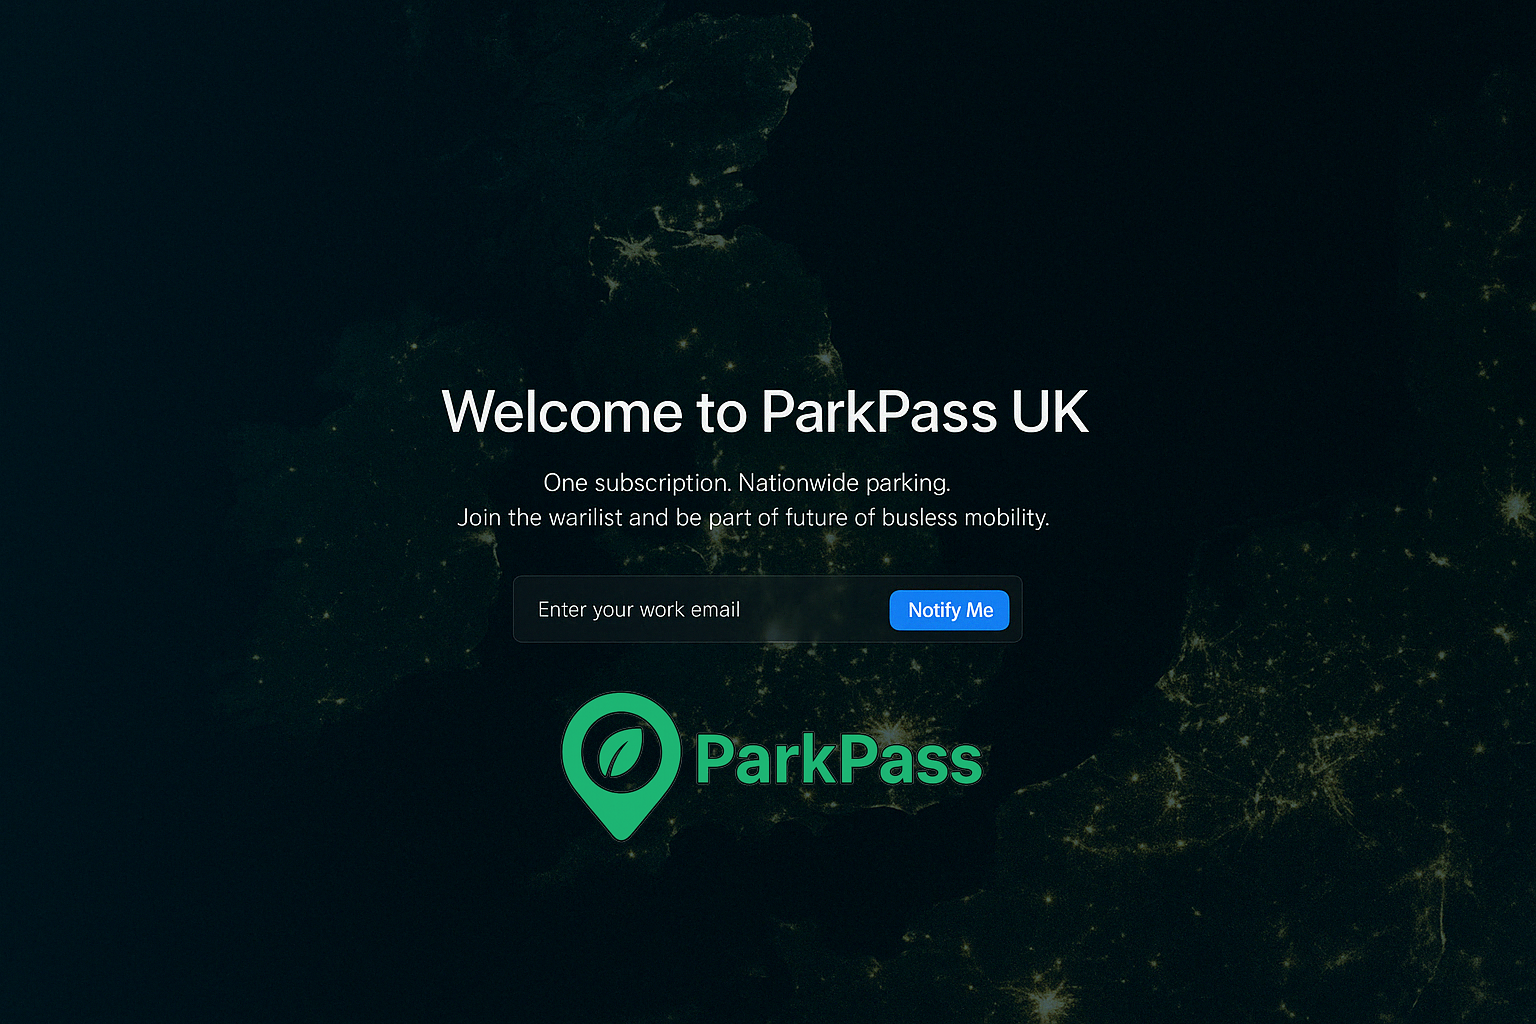 Welcome to ParkPass UK
One subscription. Nationwide parking.
Join the warilist and be part of future of busless mobility.
Enter your work email
Notify Me
ParkPass